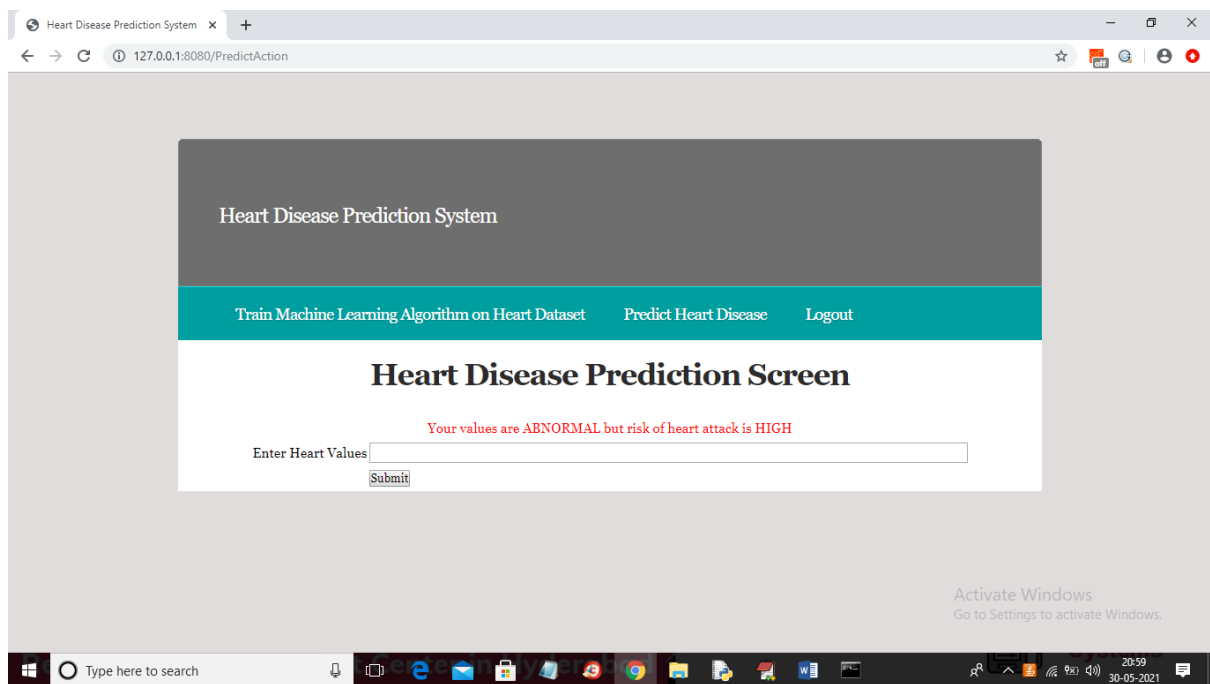 Heart Disease Prediction System
127.0.0.1:8080/PredictAction
off
Heart Disease Prediction System
Train Machine Learning Algorithm on Heart Dataset Predict Heart Disease Logout
Heart Disease Prediction Screen
Your values are ABNORMAL but risk of heart attack is HIGH
Enter Heart Values
Submit
Activate Windows
Go to Settings to activate Windows.
Type here to search
20:59
30-05-2021